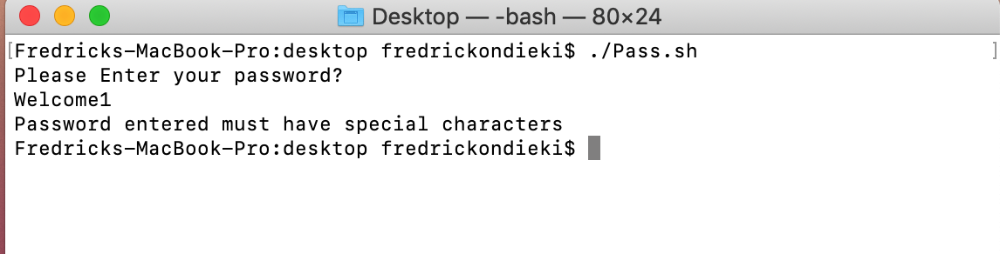 Desktop — -bash — 80×24
[Fredricks-MacBook-Pro:desktop fredrickondieki$ ./Pass.sh ]
Please Enter your password?
Welcome1
Password entered must have special characters
Fredricks-MacBook-Pro:desktop fredrickondieki$